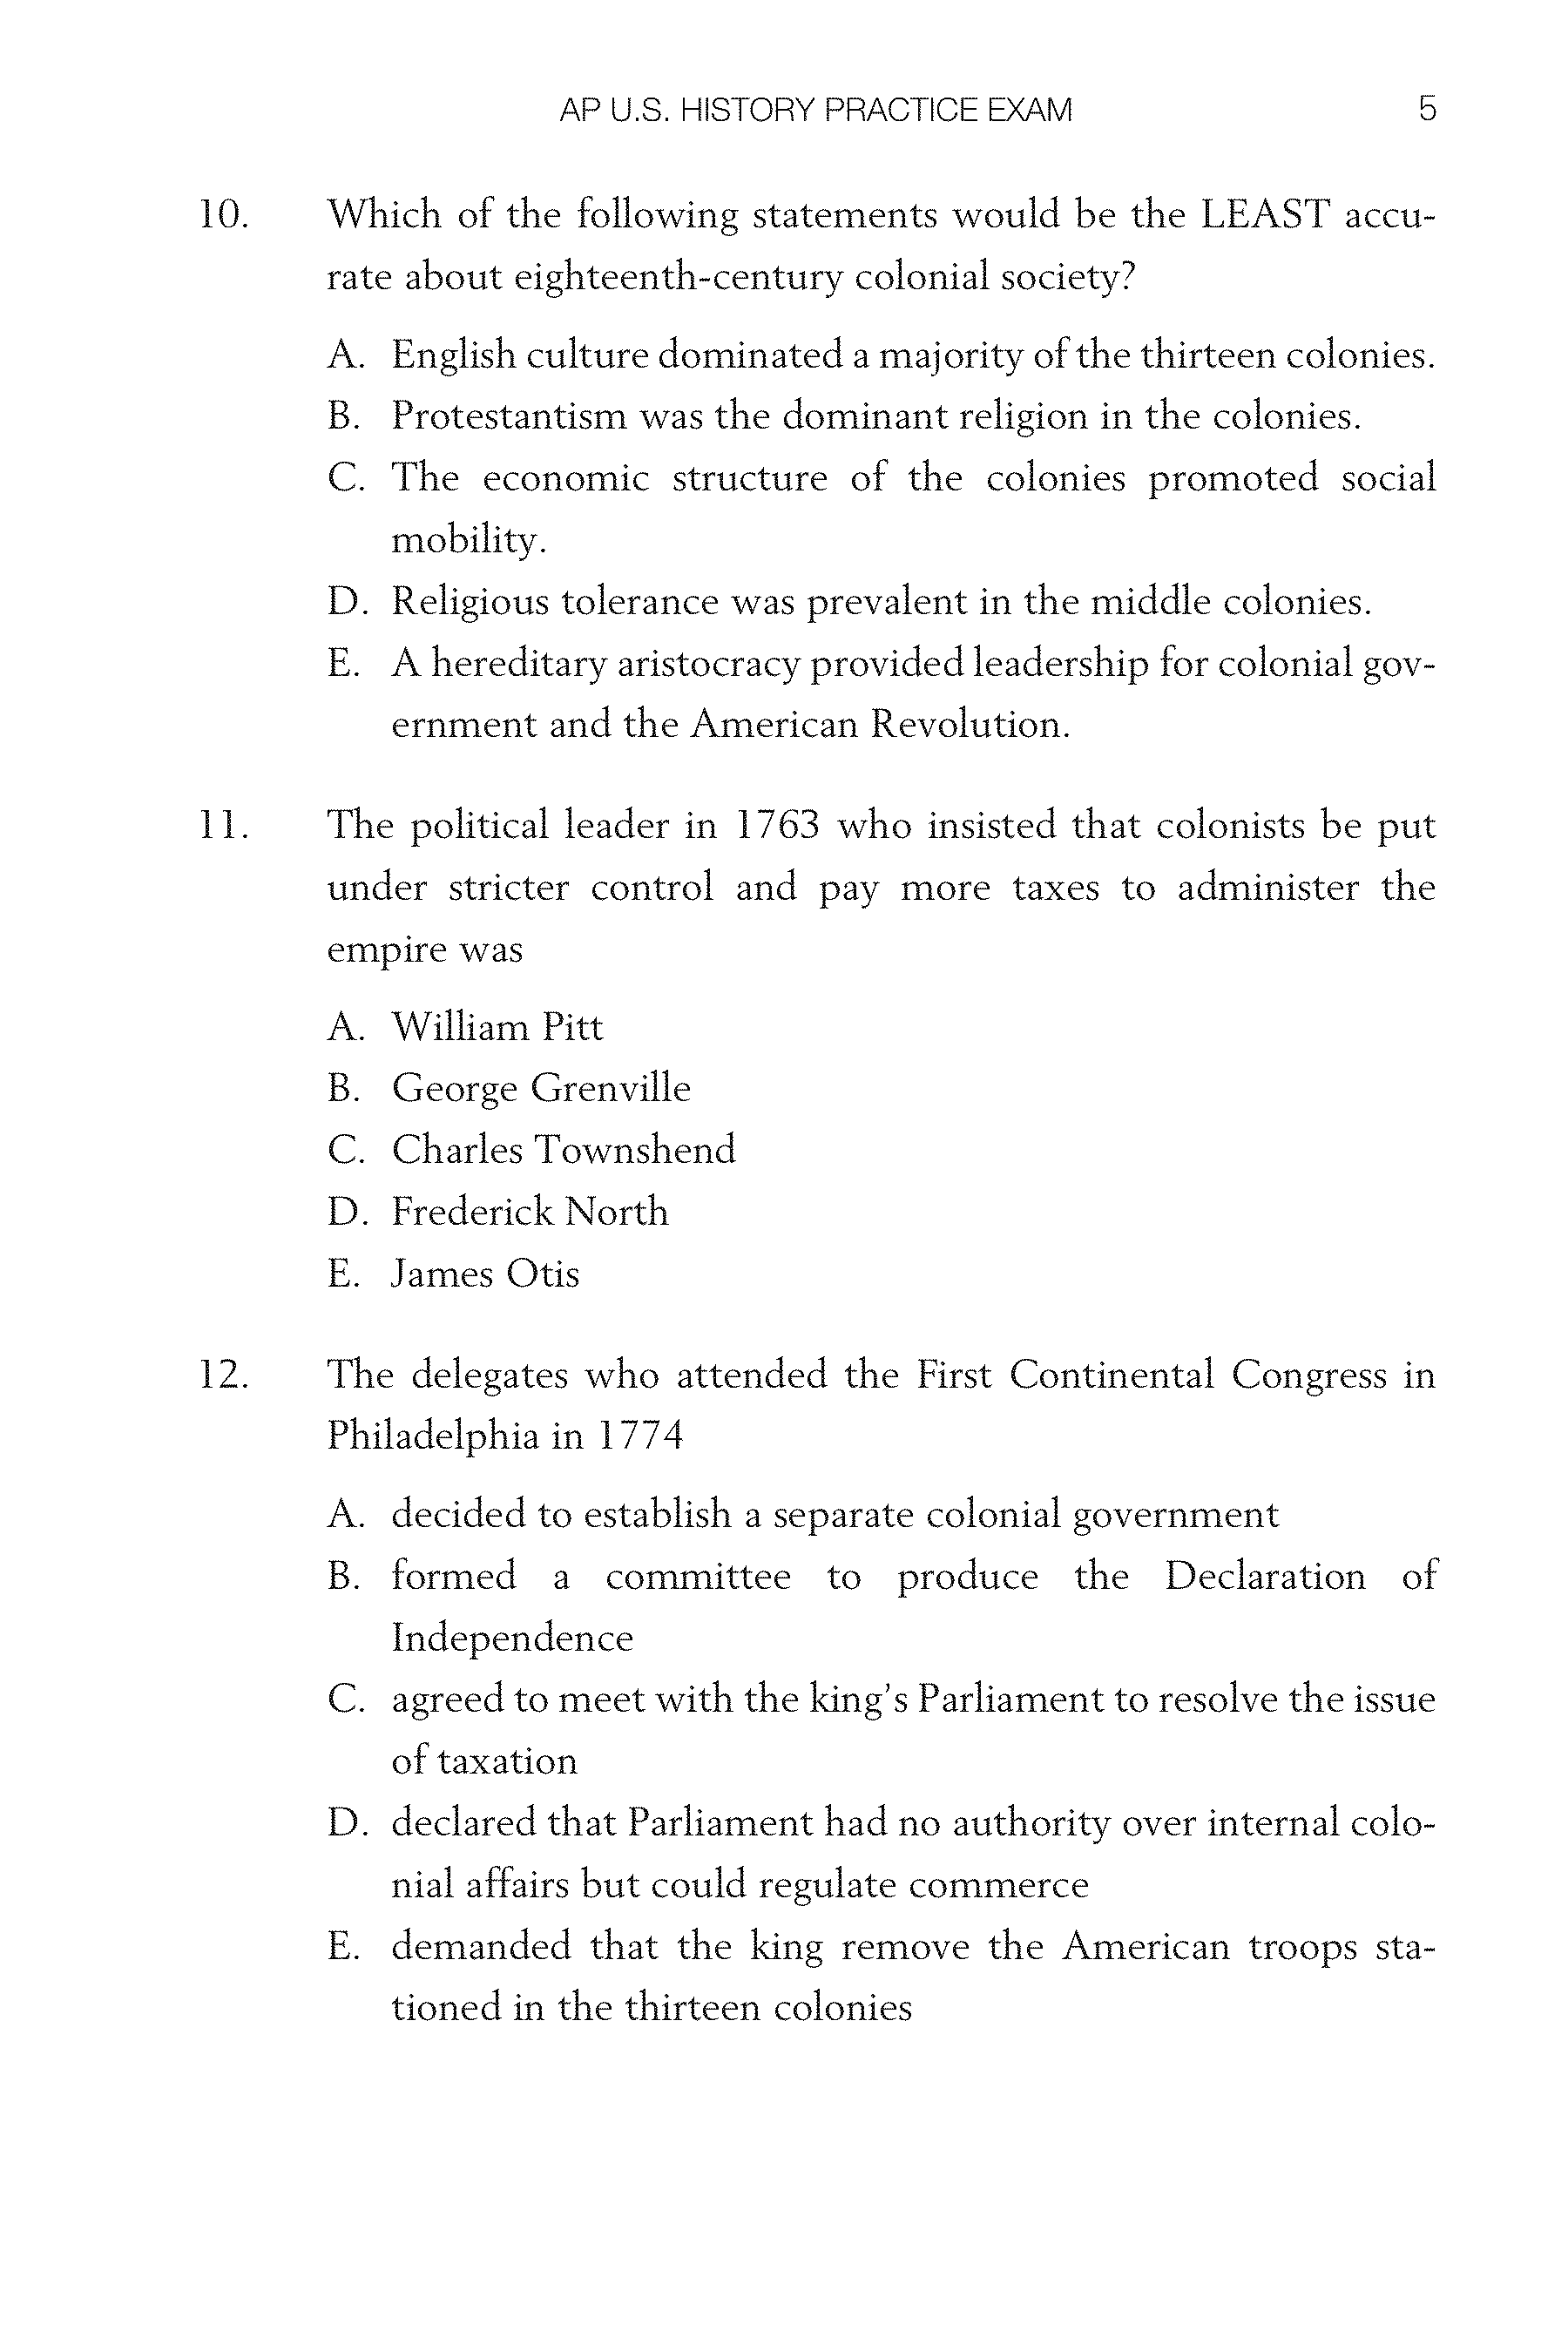 AP U.S. HISTORY PRACTICE EXAM 5
10. Which of the following statements would be the LEAST accu-
rate about eighteenth-century colonial society?
A. English culture dominated a majority of the thirteen colonies.
B. Protestantism was the dominant religion in the colonies.
C. The economic structure of the colonies promoted social
mobility.
D. Religious tolerance was prevalent in the middle colonies.
E. A hereditary aristocracy provided leadership for colonial gov-
ernment and the American Revolution.
11. The political leader in 1763 who insisted that colonists be put
under stricter control and pay more taxes to administer the
empire was
A. William Pitt
B. George Grenville
C. Charles Townshend
D. Frederick North
E. James Otis
12. The delegates who attended the First Continental Congress in
Philadelphia in 1774
A. decided to establish a separate colonial government
B. formed a committee to produce the Declaration of
Independence
C. agreed to meet with the king's Parliament to resolve the issue
of taxation
D. declared that Parliament had no authority over internal colo-
nial affairs but could regulate commerce
E. demanded that the king remove the American troops sta-
tioned in the thirteen colonies